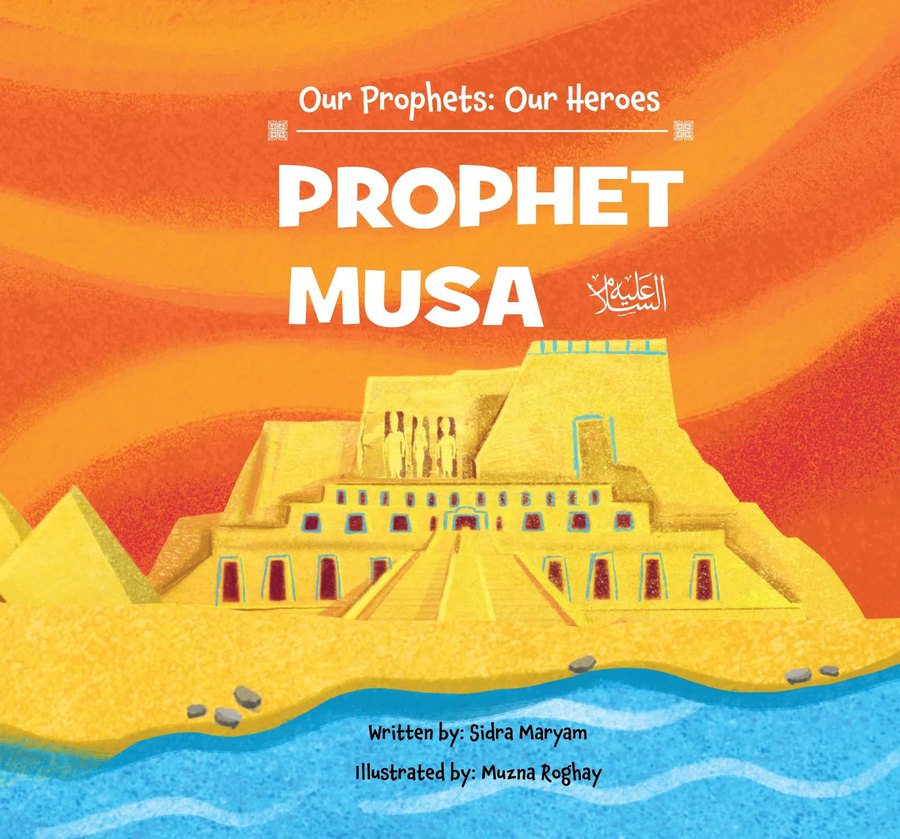 Our Prophets: Our Heroes
PROPHET
MUSA عليه السلام
Written by: Sidra Maryam
Illustrated by: Muzna Roghay